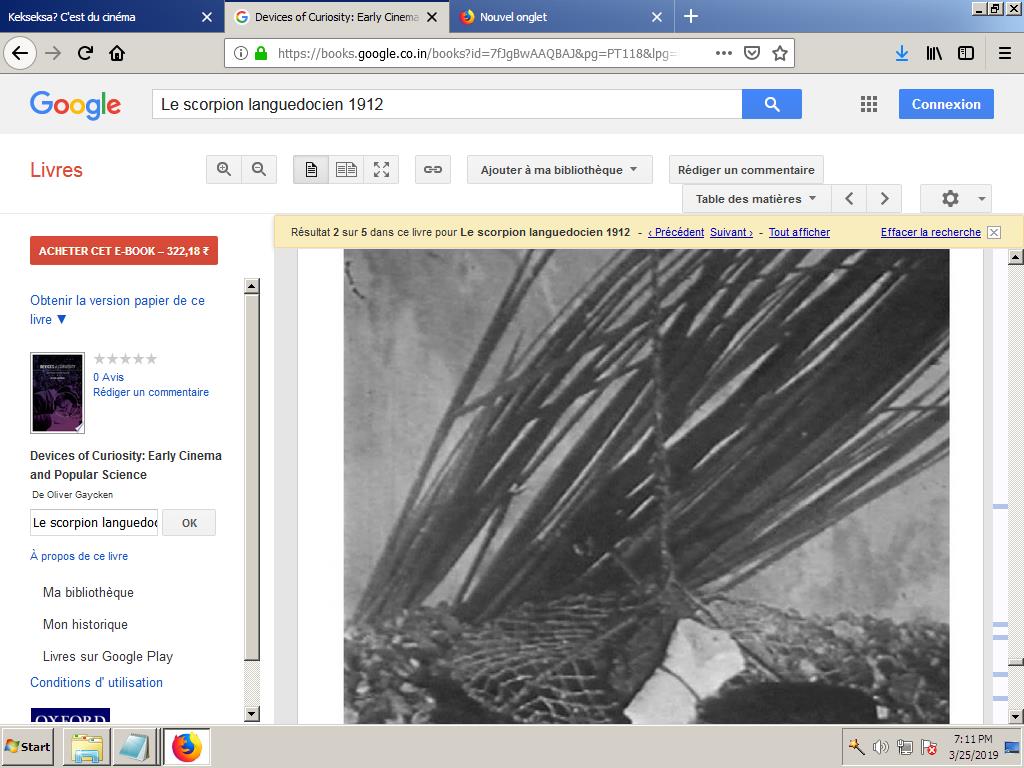 Kekseksa? C'est du cinéma
Devices of Curiosity: Early Cinema
Nouvel onglet
https://books.google.co.in/books?id=7fJgBwAAQBAJ&pg=PT118&lpg=
Google
Le scorpion languedocien 1912
Connexion
Livres
Ajouter à ma bibliothèque
Rédiger un commentaire
Table des matières
Résultat 2 sur 5 dans ce livre pour Le scorpion languedocien 1912 - ‹ Précédent Suivant › - Tout afficher
Effacer la recherche
ACHETER CET E-BOOK – 322,18 ₹
Obtenir la version papier de ce
livre ▼
0 Avis
Rédiger un commentaire
Devices of Curiosity: Early Cinema
and Popular Science
De Oliver Gaycken
Le scorpion languedoc
OK
À propos de ce livre
Ma bibliothèque
Mon historique
Livres sur Google Play
Conditions d' utilisation
OXFORD
Start
7:11 PM
3/25/2019